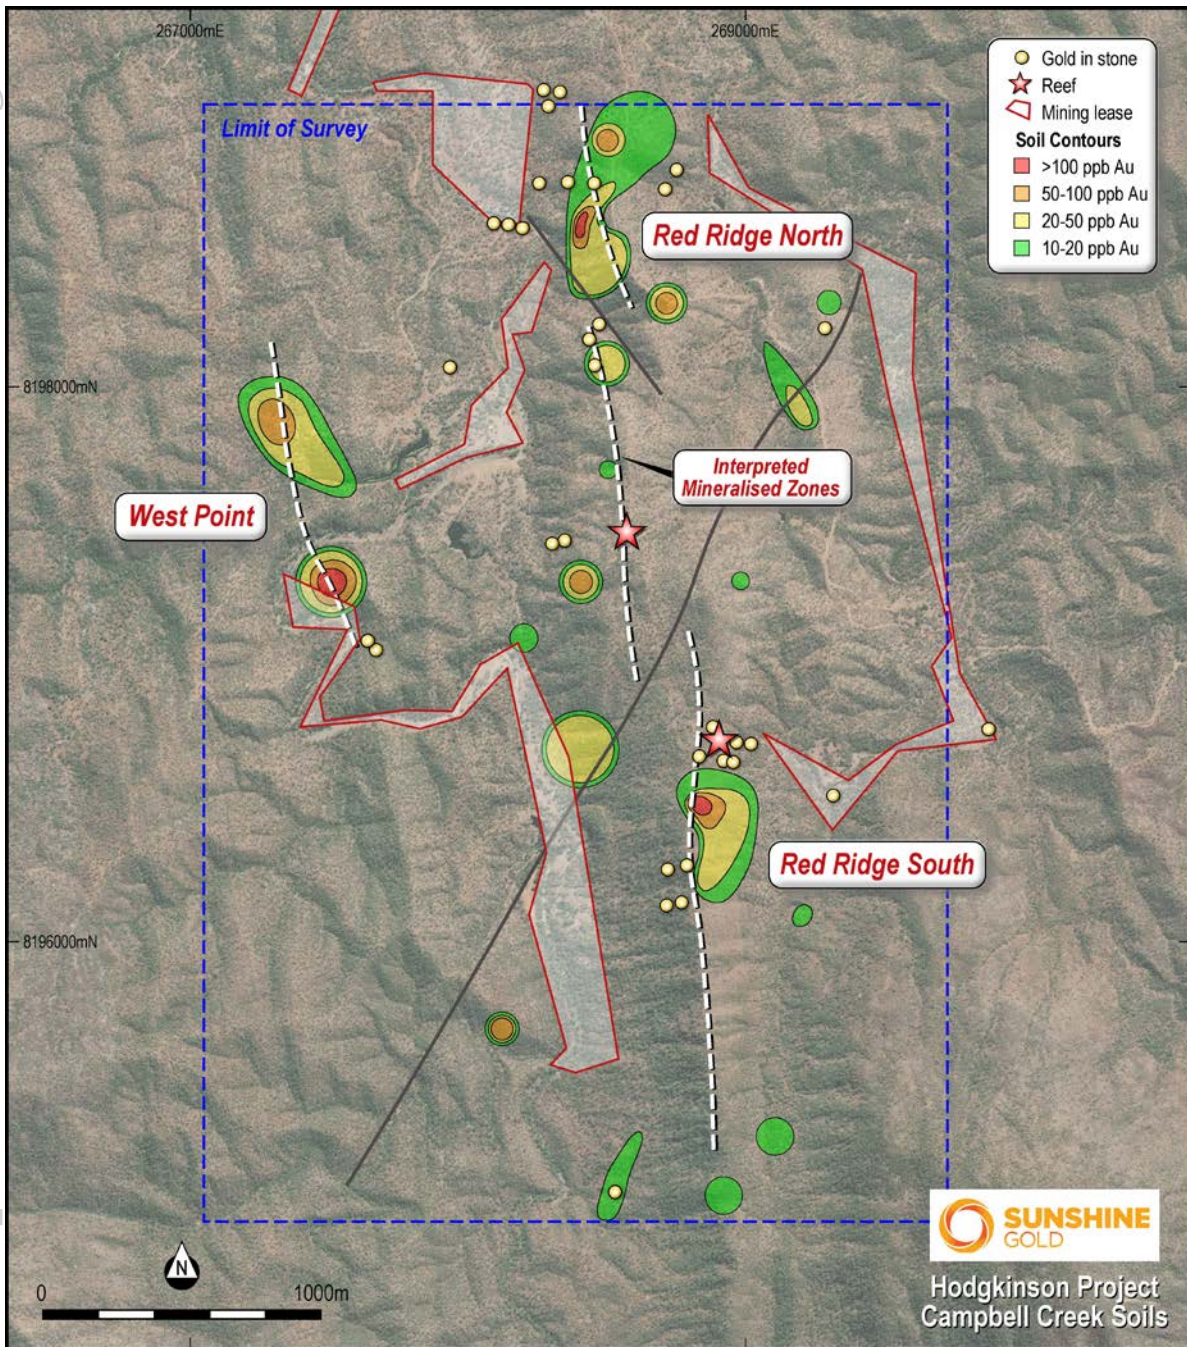 267000mE
269000mE
Gold in stone
Reef
Mining lease
Soil Contours
>100 ppb Au
50-100 ppb Au
20-50 ppb Au
10-20 ppb Au
Limit of Survey
Red Ridge North
8198000mN
Interpreted
Mineralised Zones
West Point
Red Ridge South
8196000mN
SUNSHINE
GOLD
N
0
1000m
Hodgkinson Project
Campbell Creek Soils